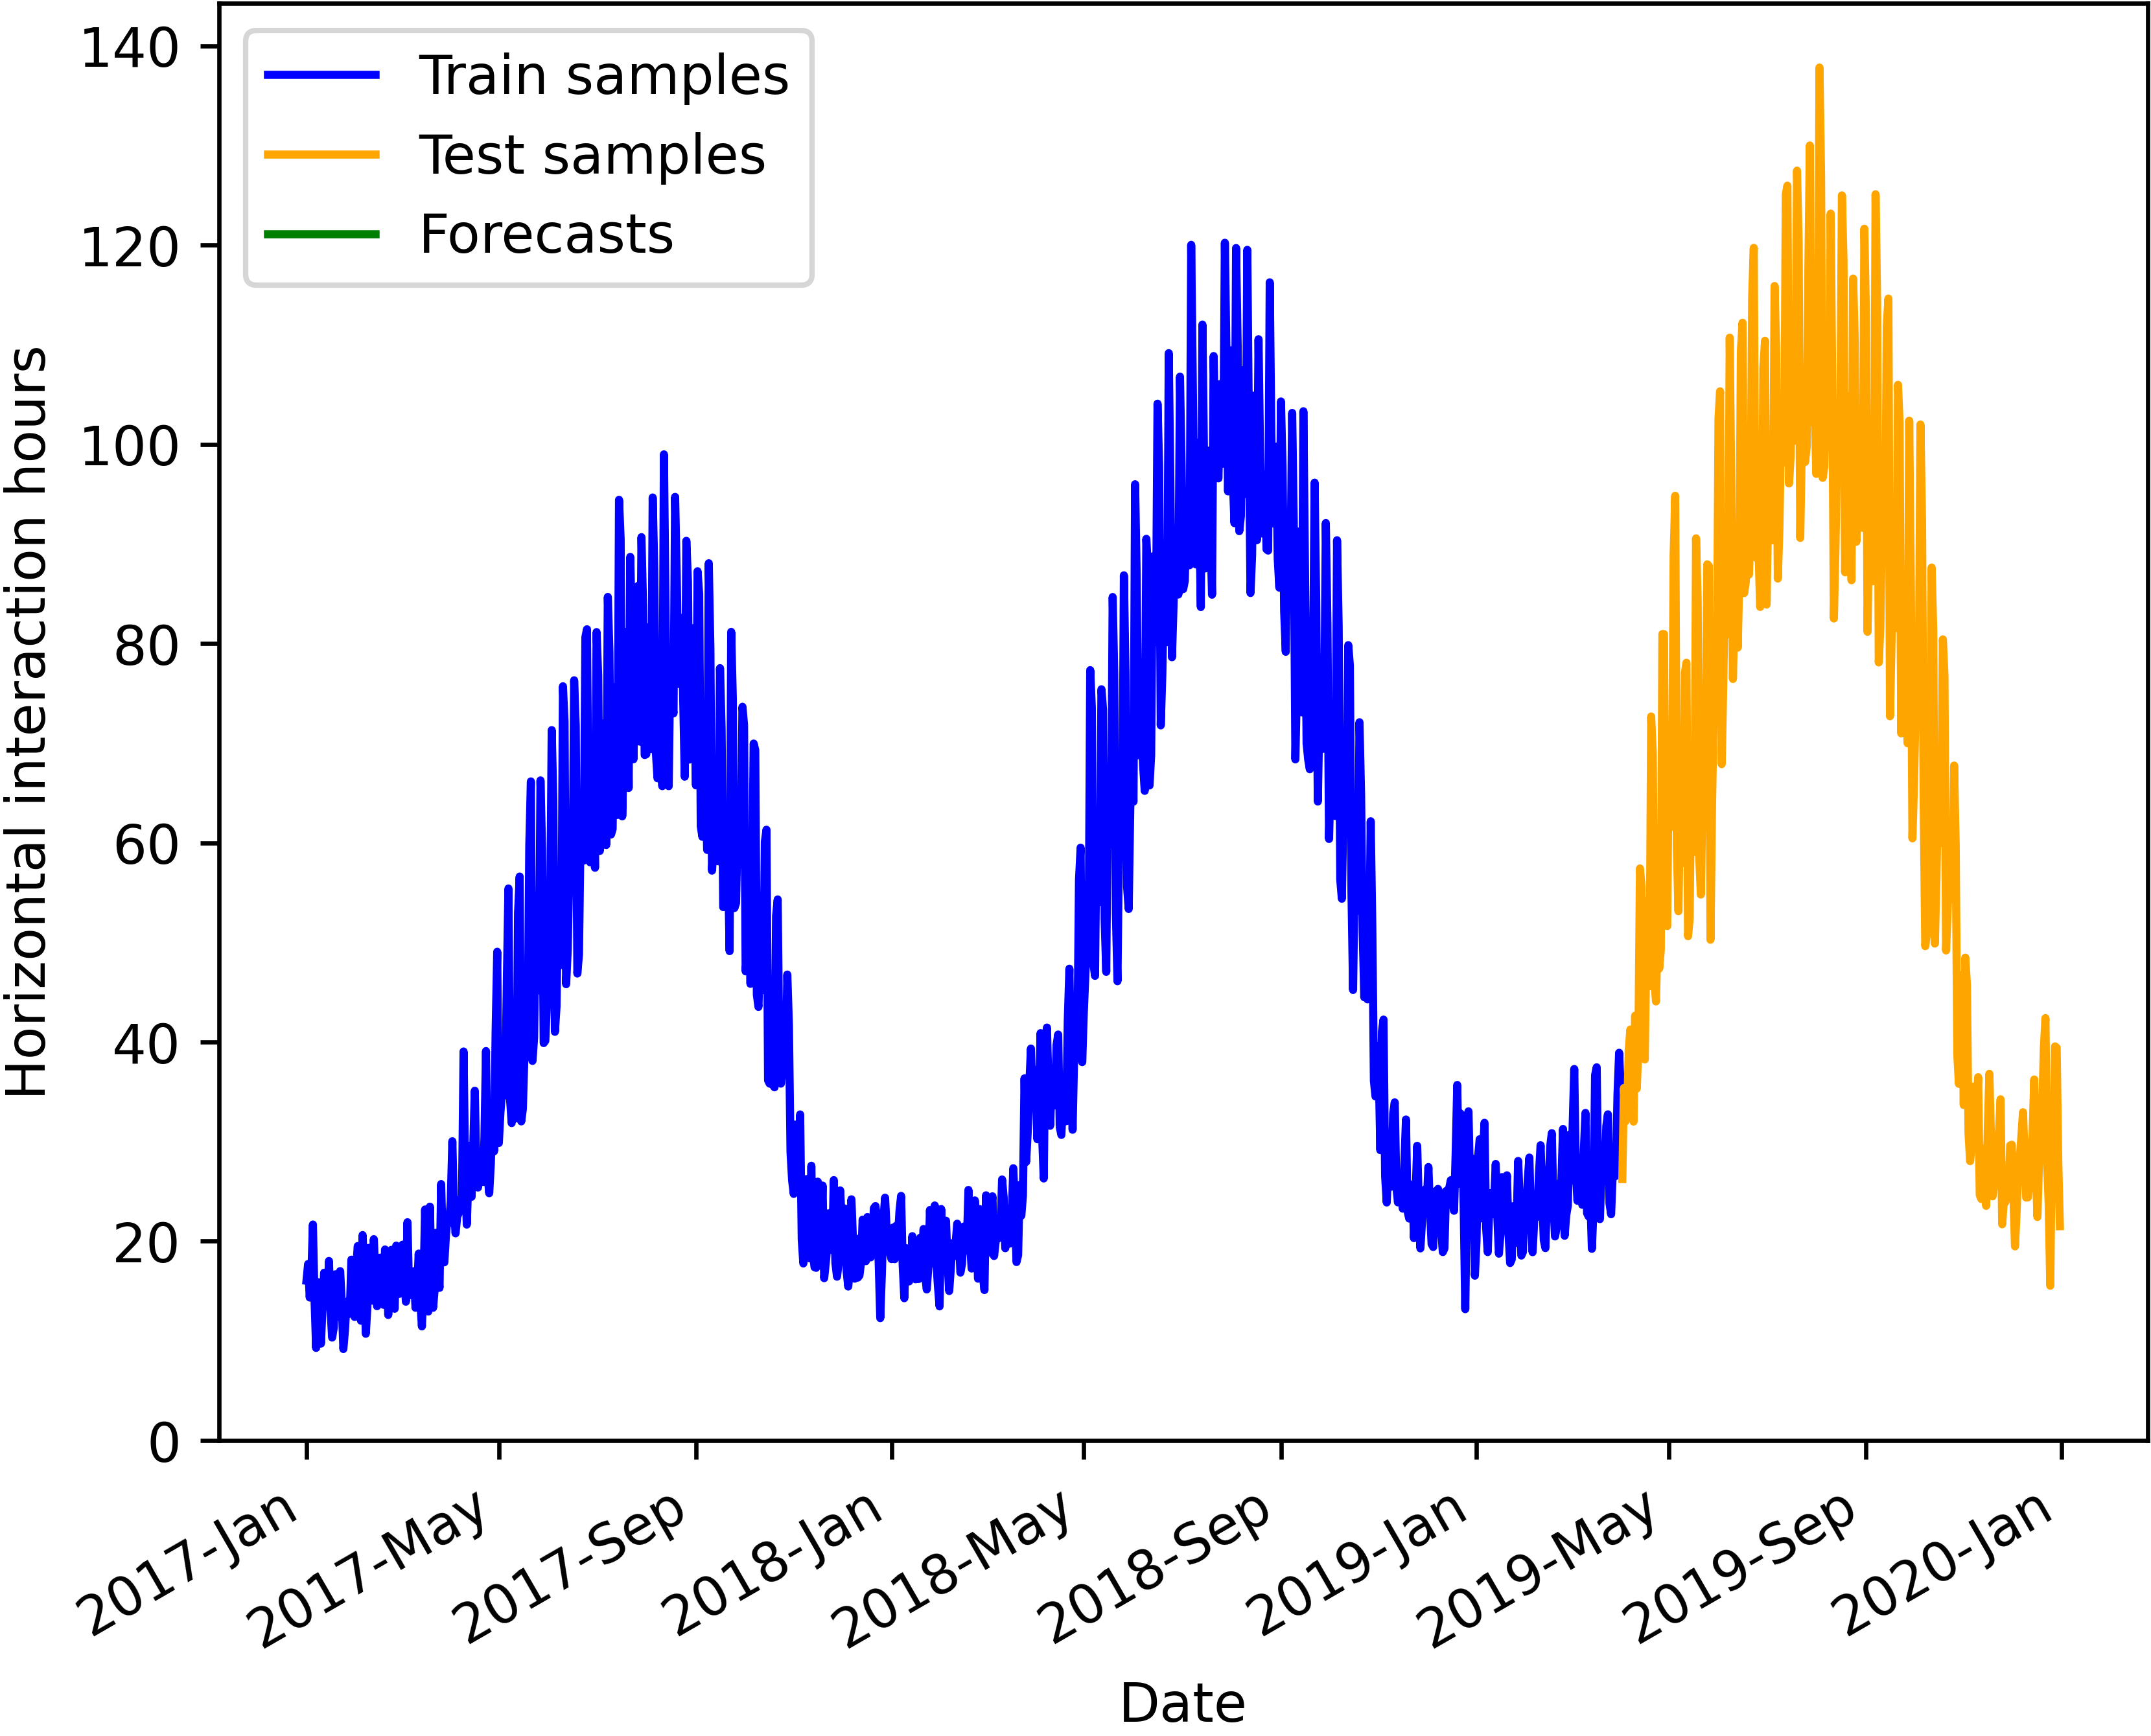 Train samples
Test samples
Forecasts
Horizontal interaction hours
140
120
100
80
60
40
20
0
2017-Jan
2017-May
2017-Sep
2018-Jan
2018-May
2018-Sep
2019-Jan
2019-May
2019-Sep
2020-Jan
Date